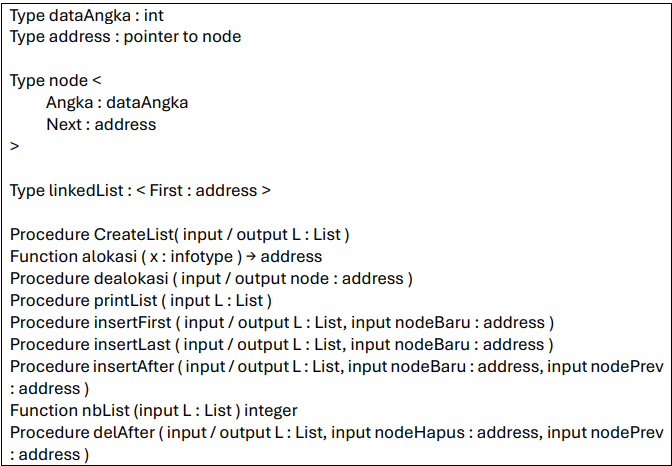 Type dataAngka : int
Type address : pointer to node
Type node <
Angka : dataAngka
Next : address
>
Type linkedList : < First : address >
Procedure CreateList( input / output L : List )
Function alokasi ( x : infotype ) → address
Procedure dealokasi ( input / output node : address )
Procedure printList ( input L : List )
Procedure insertFirst ( input / output L : List, input nodeBaru : address )
Procedure insertLast ( input / output L : List, input nodeBaru : address )
Procedure insertAfter ( input / output L : List, input nodeBaru : address, input nodePrev
: address )
Function nbList (input L : List ) integer
Procedure delAfter ( input / output L : List, input nodeHapus : address, input nodePrev
: address )